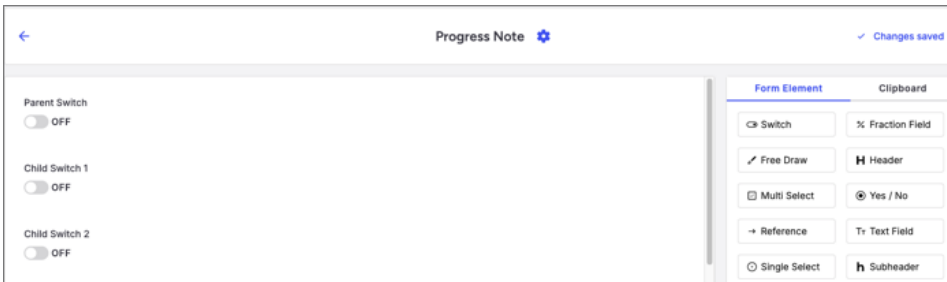 Progress Note
Changes saved
Parent Switch
OFF
Child Switch 1
OFF
Child Switch 2
OFF
Form Element Clipboard
Switch % Fraction Field
Free Draw H Header
Multi Select Yes / No
→ Reference Tт Text Field
Single Select h Subheader